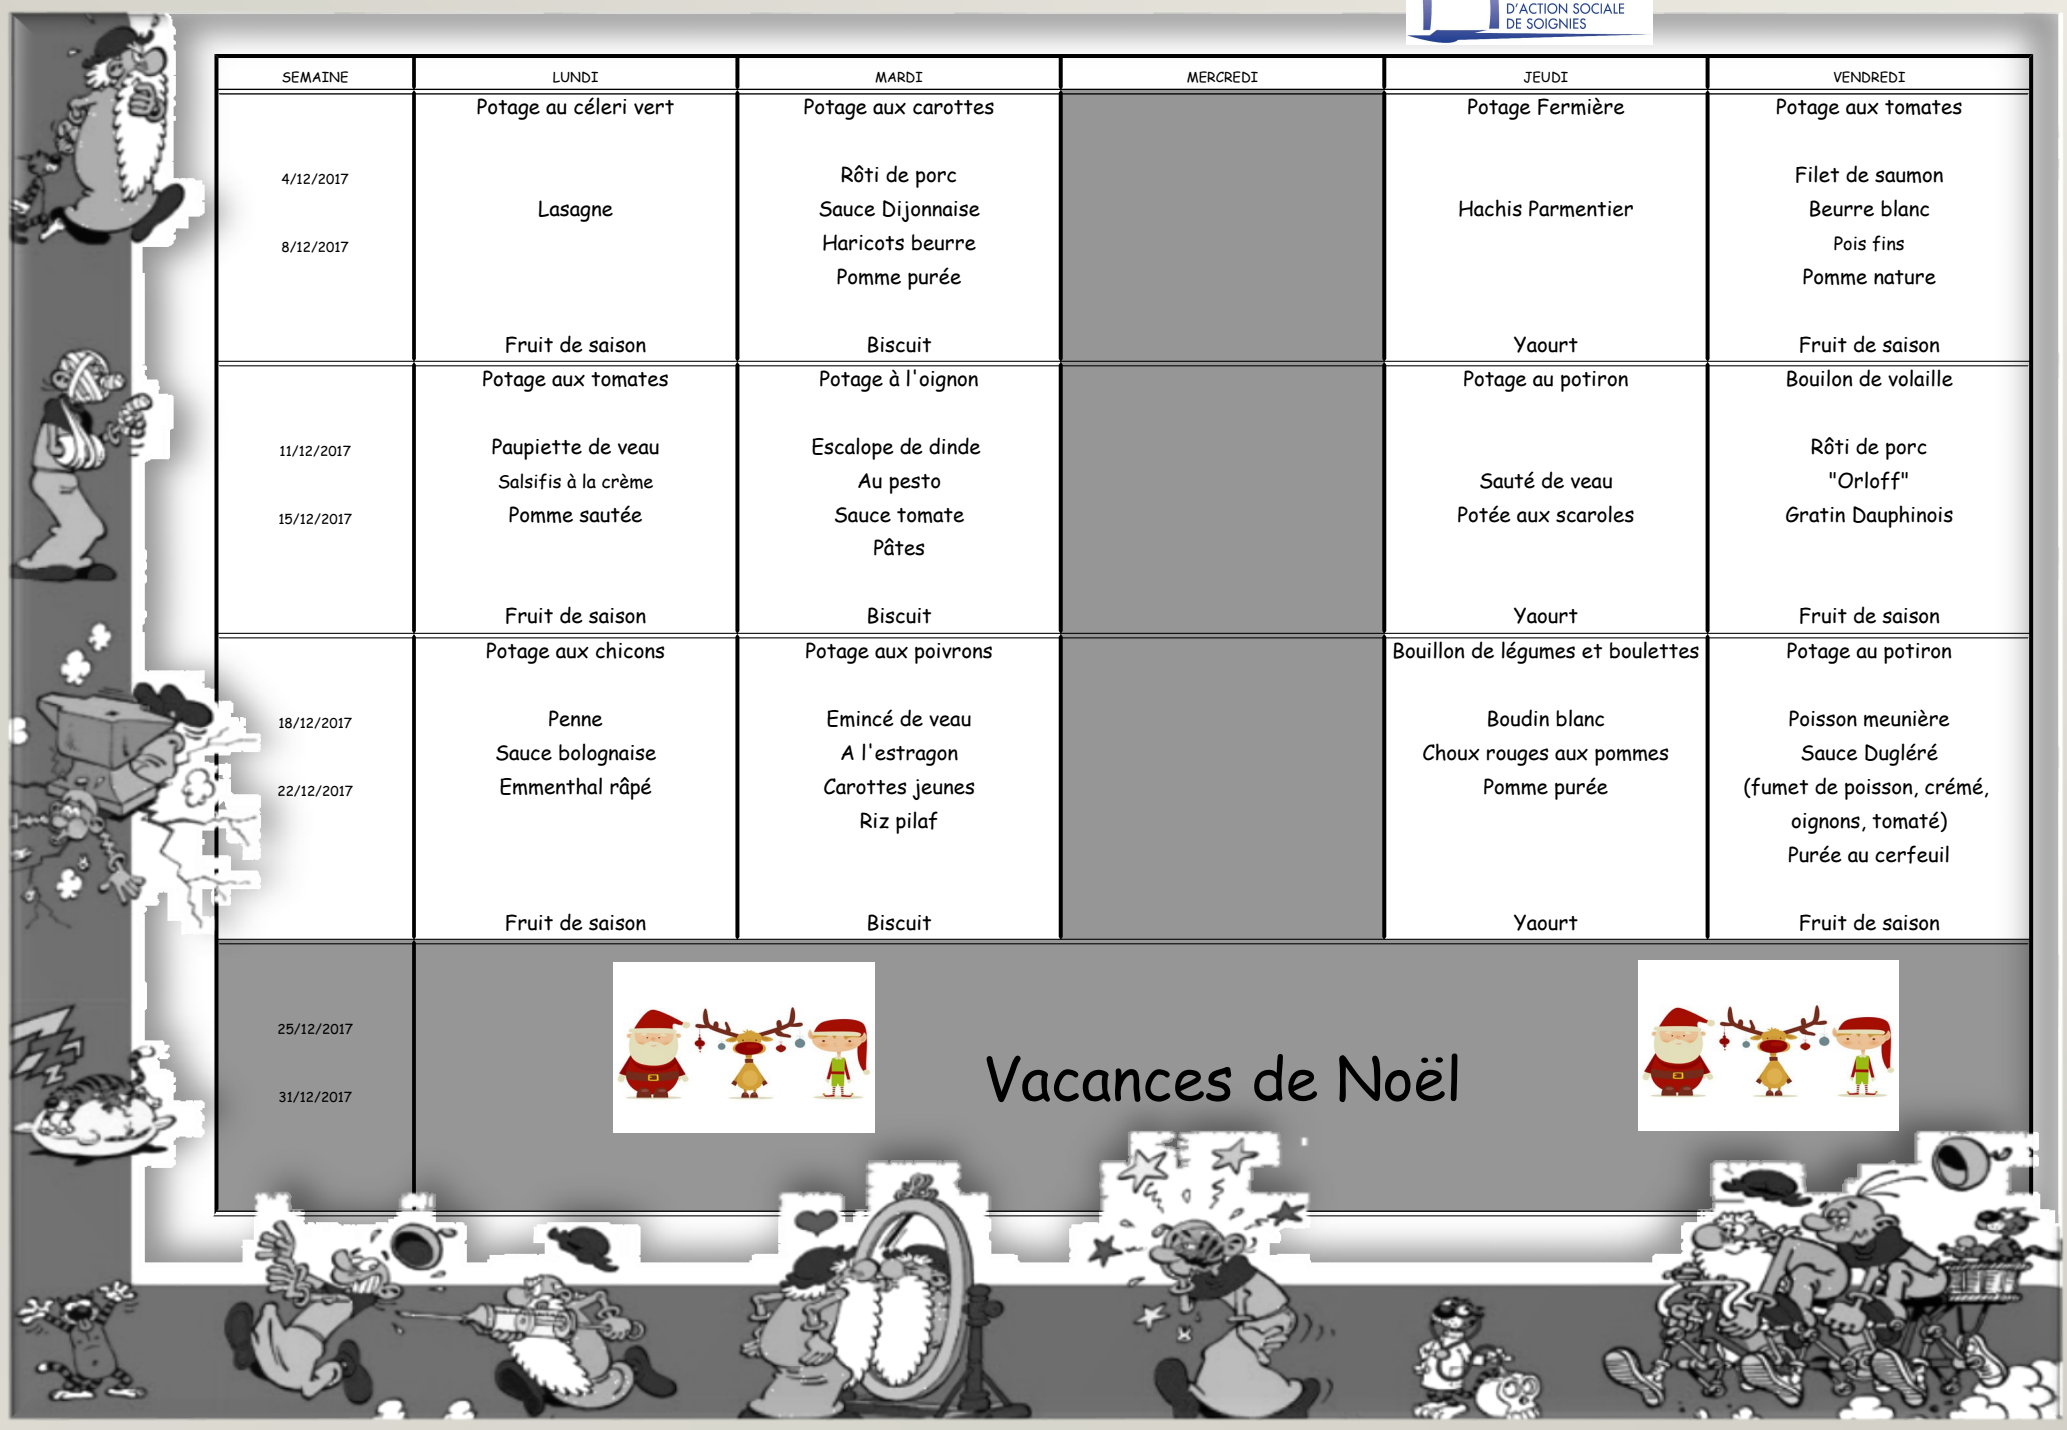 D'ACTION SOCIALE
DE SOIGNIES
SEMAINE
LUNDI
MARDI
MERCREDI
JEUDI
VENDREDI
4/12/2017
8/12/2017
Potage au céleri vert
Lasagne
Fruit de saison
Potage aux carottes
Rôti de porc
Sauce Dijonnaise
Haricots beurre
Pomme purée
Biscuit
Potage Fermière
Hachis Parmentier
Yaourt
Potage aux tomates
Filet de saumon
Beurre blanc
Pois fins
Pomme nature
Fruit de saison
11/12/2017
15/12/2017
Potage aux tomates
Paupiette de veau
Salsifis à la crème
Pomme sautée
Fruit de saison
Potage à l'oignon
Escalope de dinde
Au pesto
Sauce tomate
Pâtes
Biscuit
Potage au potiron
Sauté de veau
Potée aux scaroles
Yaourt
Bouilon de volaille
Rôti de porc
"Orloff"
Gratin Dauphinois
Fruit de saison
18/12/2017
22/12/2017
Potage aux chicons
Penne
Sauce bolognaise
Emmenthal râpé
Fruit de saison
Potage aux poivrons
Emincé de veau
A l'estragon
Carottes jeunes
Riz pilaf
Biscuit
Bouillon de légumes et boulettes
Boudin blanc
Choux rouges aux pommes
Pomme purée
Yaourt
Potage au potiron
Poisson meunière
Sauce Dugléré
(fumet de poisson, crémé,
oignons, tomaté)
Purée au cerfeuil
Fruit de saison
25/12/2017
31/12/2017
Vacances de Noël